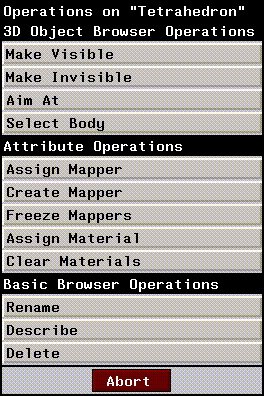 Operations on "Tetrahedron"
3D Object Browser Operations
Make Visible
Make Invisible
Aim At
Select Body
Attribute Operations
Assign Mapper
Create Mapper
Freeze Mappers
Assign Material
Clear Materials
Basic Browser Operations
Rename
Describe
Delete
Abort